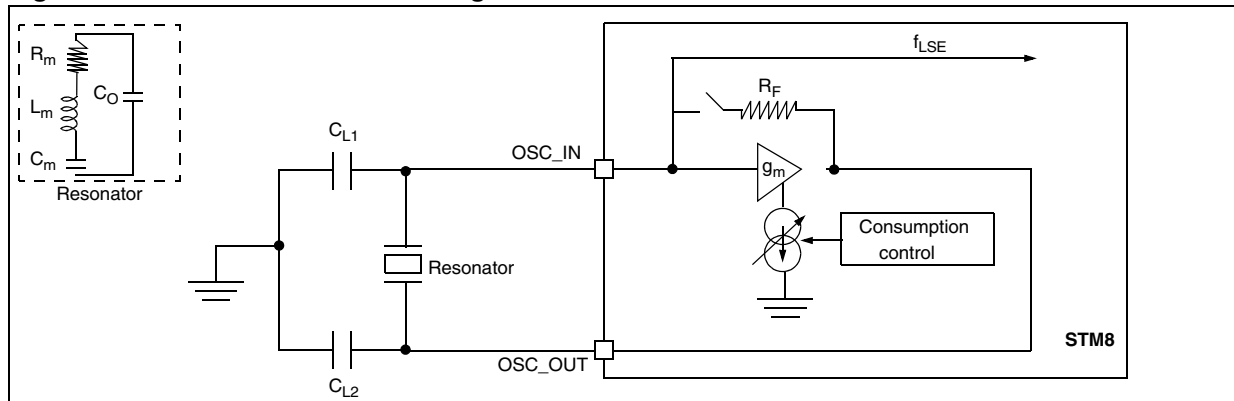 R_m
L_m
C_m
C_O
Resonator
C_L1
C_L2
Resonator
OSC_IN
OSC_OUT
f_LSE
R_F
g_m
Consumption
control
STM8